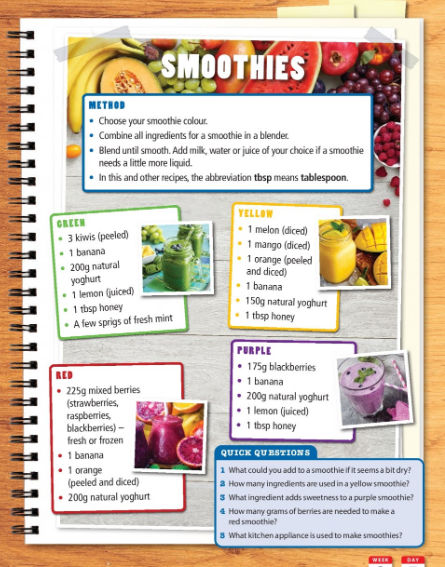 SMOOTHIES
METHOD
• Choose your smoothie colour.
• Combine all ingredients for a smoothie in a blender.
• Blend until smooth. Add milk, water or juice of your choice if a smoothie
needs a little more liquid.
• In this and other recipes, the abbreviation tbsp means tablespoon.
GREEN
• 3 kiwis (peeled)
• 1 banana
• 200g natural
yoghurt
• 1 lemon (juiced)
• 1 tbsp honey
• A few sprigs of fresh mint
YELLOW
• 1 melon (diced)
• 1 mango (diced)
• 1 orange (peeled
and diced)
• 1 banana
• 150g natural yoghurt
• 1 tbsp honey
RED
• 225g mixed berries
(strawberries,
raspberries,
blackberries) –
fresh or frozen
• 1 banana
• 1 orange
(peeled and diced)
• 200g natural yoghurt
PURPLE
• 175g blackberries
• 1 banana
• 200g natural yoghurt
• 1 lemon (juiced)
• 1 tbsp honey
QUICK QUESTIONS
1 What could you add to a smoothie if it seems a bit dry?
2 How many ingredients are used in a yellow smoothie?
3 What ingredient adds sweetness to a purple smoothie?
4 How many grams of berries are needed to make a
red smoothie?
5 What kitchen appliance is used to make smoothies?
WEEK DAY